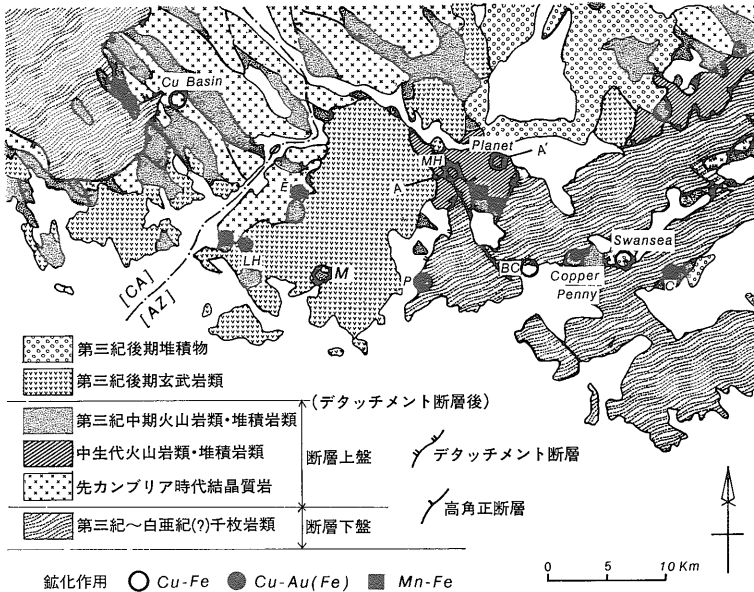 Cu Basin
Planet
MH
A'
A
E
Swansea
LH
M
P
BC
Copper
Penny
C
[CA]
[AZ]
第三紀後期堆積物
第三紀後期玄武岩類
(デタッチメント断層後)
第三紀中期火山岩類・堆積岩類
中生代火山岩類・堆積岩類
断層上盤
デタッチメント断層
先カンブリア時代結晶質岩
高角正断層
第三紀~白亜紀(?)千枚岩類
断層下盤
0 5 10 Km
鉱化作用 Cu-Fe Cu-Au(Fe) Mn-Fe